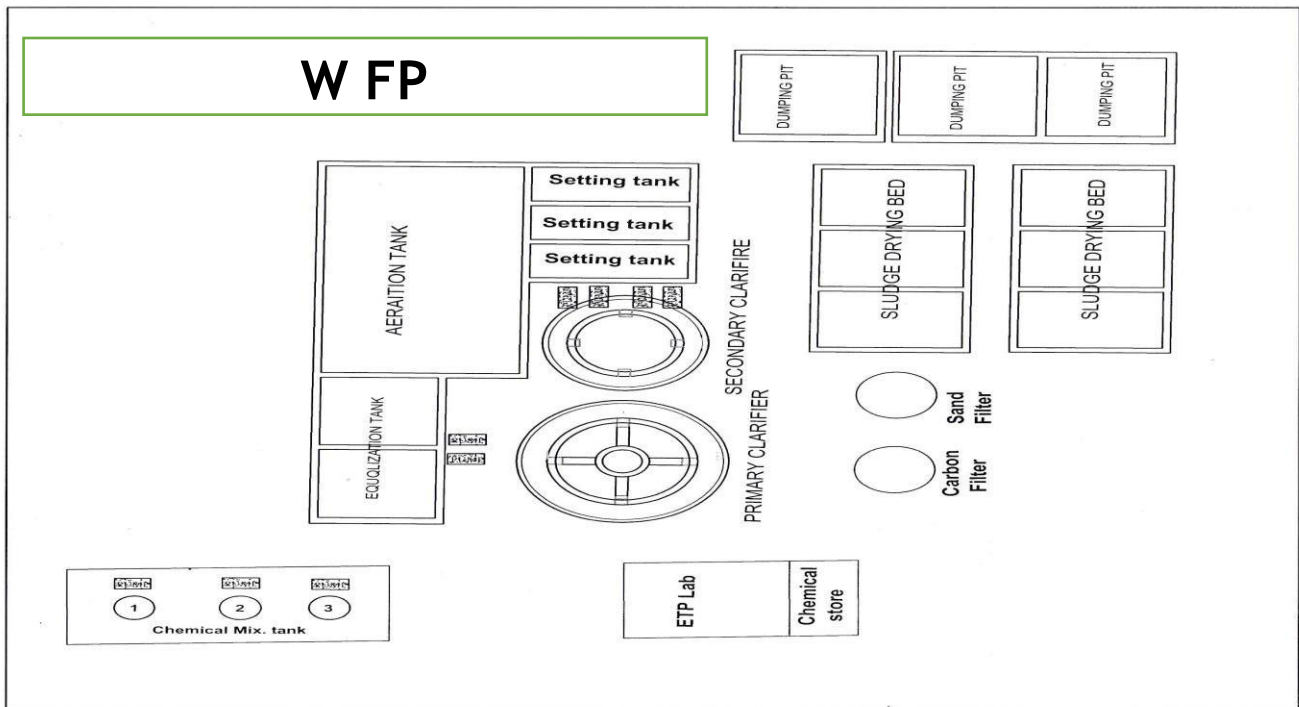 W FP
DUMPING PIT
DUMPING PIT
DUMPING PIT
Setting tank
Setting tank
Setting tank
AERAITION TANK
SLUDGE DRYING BED
SLUDGE DRYING BED
SECONDARY CLARIFIRE
PRIMARY CLARIFIER
EQUQLIZATION TANK
Sand
Filter
Carbon
Filter
1
2
3
Chemical Mix. tank
ETP Lab
Chemical
store